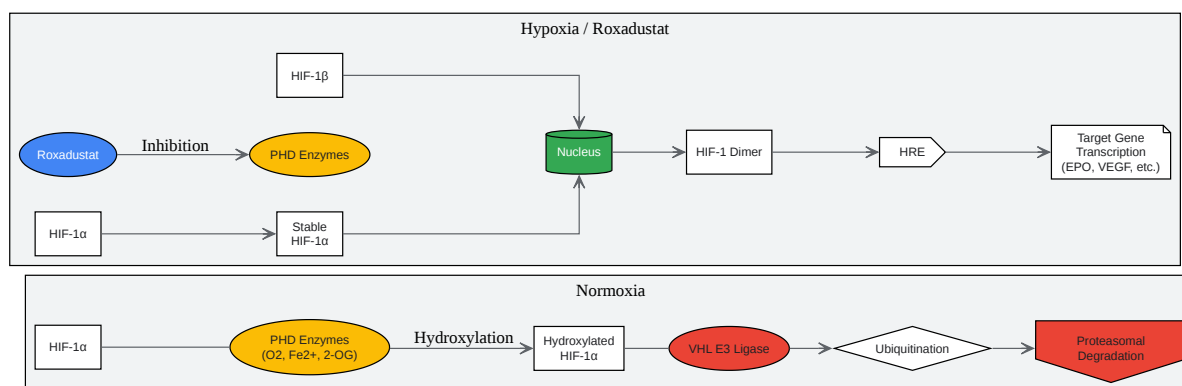 Hypoxia / Roxadustat
HIF-1β
Roxadustat
Inhibition
PHD Enzymes
Nucleus
HIF-1 Dimer
HRE
Target Gene
Transcription
(EPO, VEGF, etc.)
HIF-1α
Stable
HIF-1α
Normoxia
HIF-1α
PHD Enzymes
(O2, Fe2+, 2-OG)
Hydroxylation
Hydroxylated
HIF-1α
VHL E3 Ligase
Ubiquitination
Proteasomal
Degradation